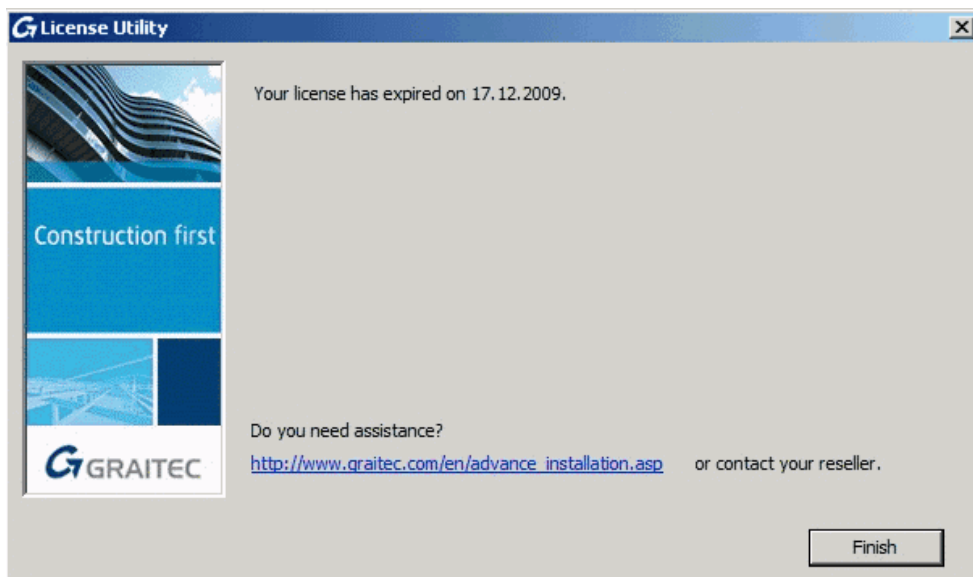 License Utility
Your license has expired on 17.12.2009.
Construction first
Do you need assistance?
http://www.graitec.com/en/advance_installation.asp or contact your reseller.
GRAITEC
Finish